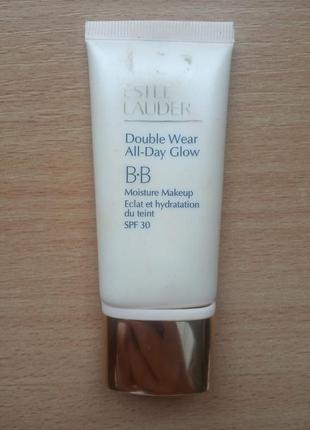 ESTEE
LAUDER
Double Wear
All-Day Glow
B·B
Moisture Makeup
Eclat et hydratation
du teint
SPF 30